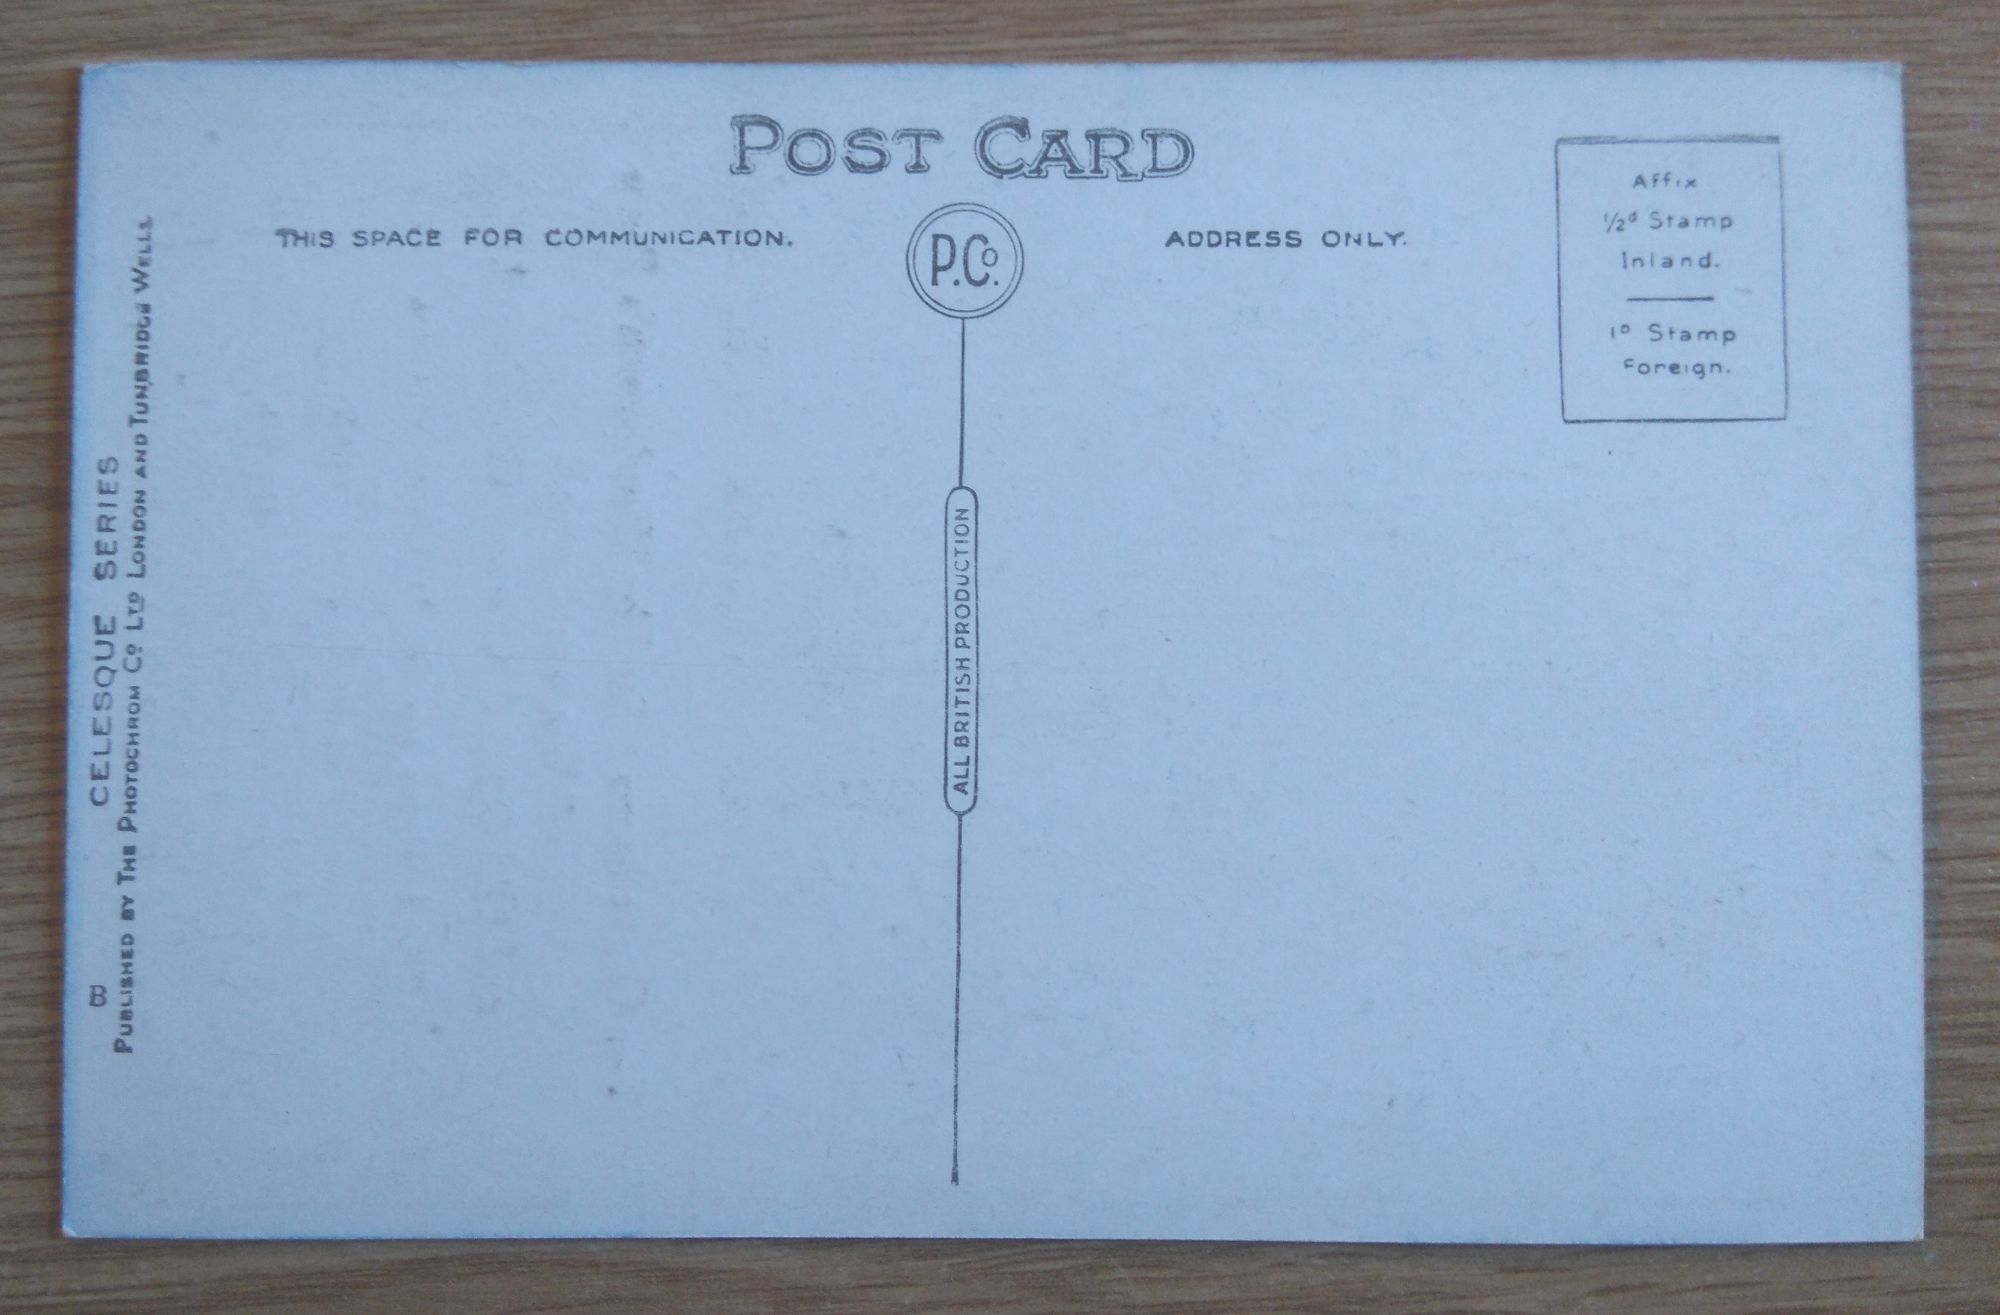 POST CARD
THIS SPACE FOR COMMUNICATION.
P.Co.
ADDRESS ONLY.
Affix
1/2d Stamp
Inland.
1D Stamp
Foreign.
ALL BRITISH PRODUCTION
B CELESQUE SERIES
PUBLISHED BY THE PHOTOCHROM CO LTD LONDON AND TUNBRIDGE WELLS.